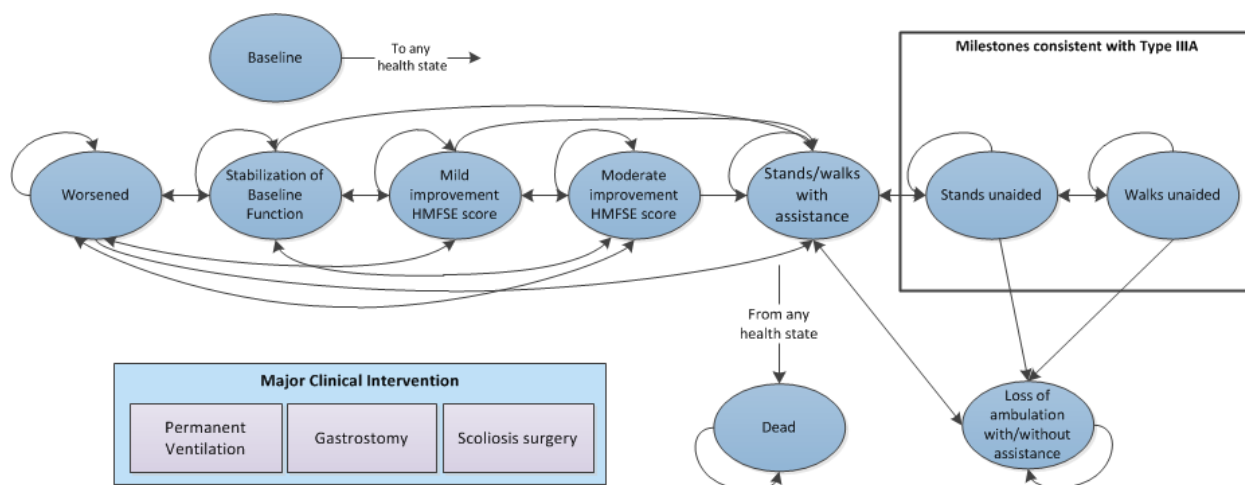 Baseline
To any
health state
Milestones consistent with Type IIIA
Worsened
Stabilization of
Baseline
Function
Mild
improvement
HMFSE score
Moderate
improvement
HMFSE score
Stands/walks
with
assistance
Stands unaided
Walks unaided
From any
health state
Major Clinical Intervention
Permanent
Ventilation
Gastrostomy
Scoliosis surgery
Dead
Loss of
ambulation
with/without
assistance